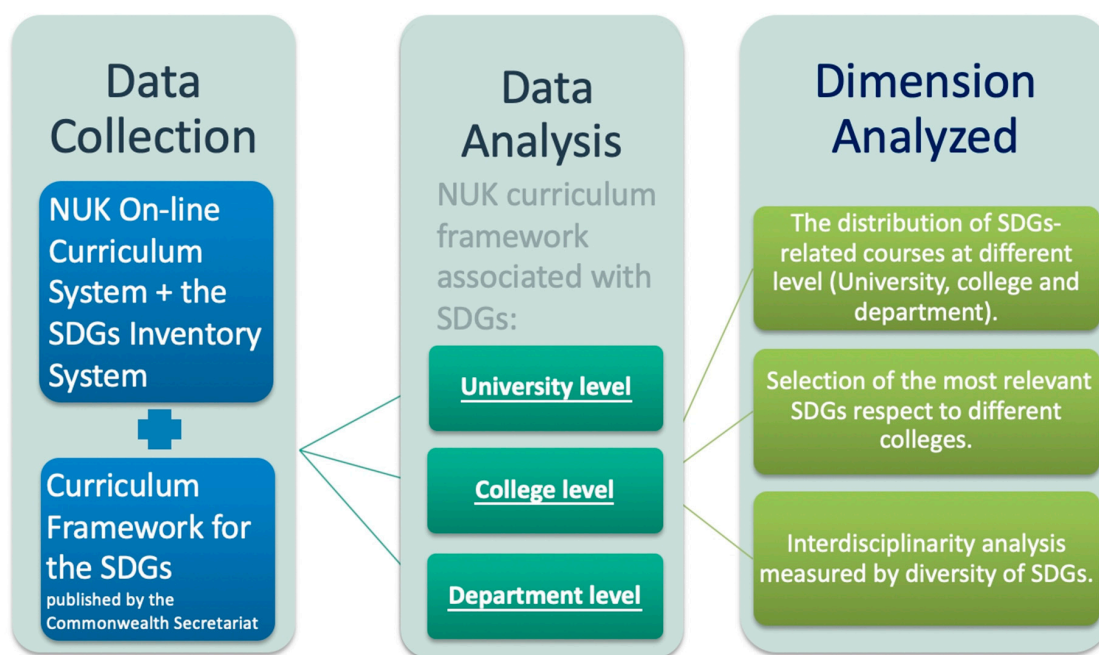 Data
Collection
NUK On-line
Curriculum
System + the
SDGs Inventory
System
Curriculum
Framework for
the SDGs
published by the
Commonwealth Secretariat
Data
Analysis
NUK curriculum
framework
associated with
SDGs:
University level
College level
Department level
Dimension
Analyzed
The distribution of SDGs-
related courses at different
level (University, college and
department).
Selection of the most relevant
SDGs respect to different
colleges.
Interdisciplinarity analysis
measured by diversity of SDGs.